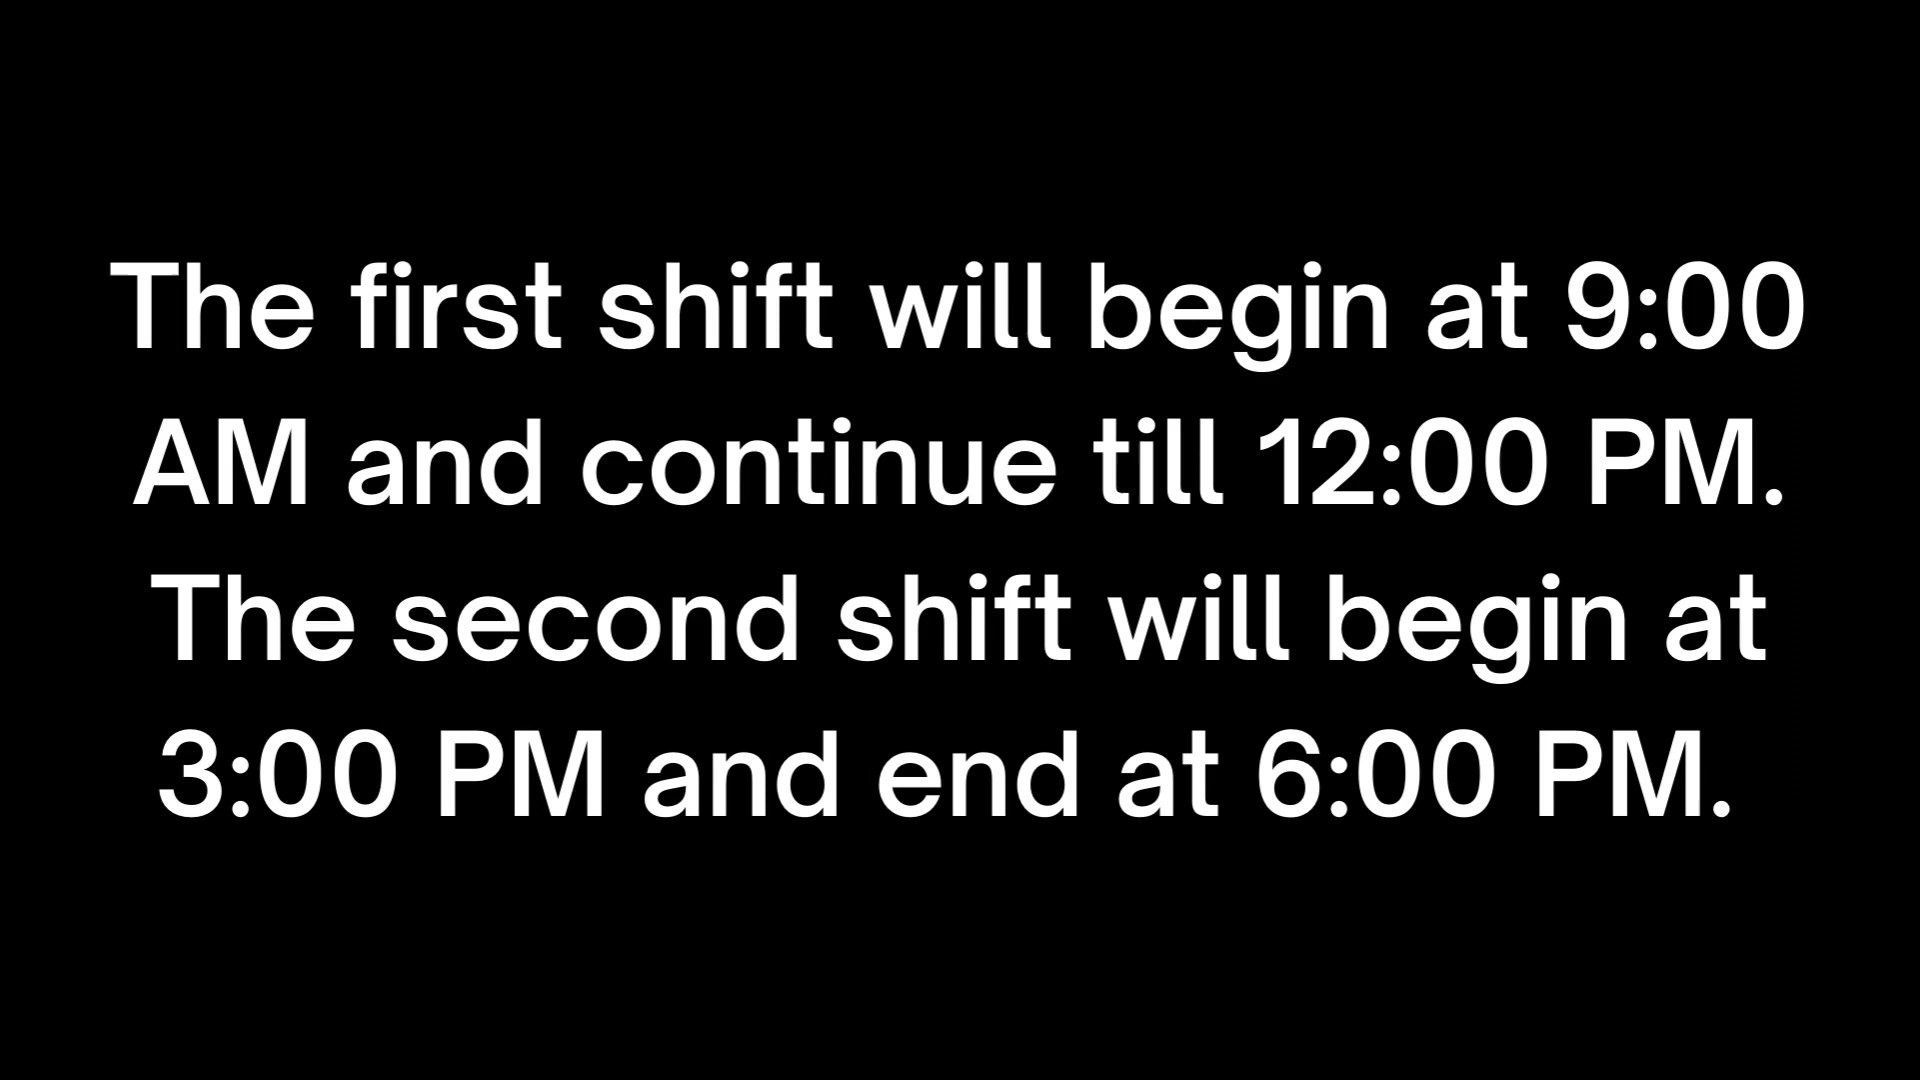 The first shift will begin at 9:00
AM and continue till 12:00 PM.
The second shift will begin at
3:00 PM and end at 6:00 PM.